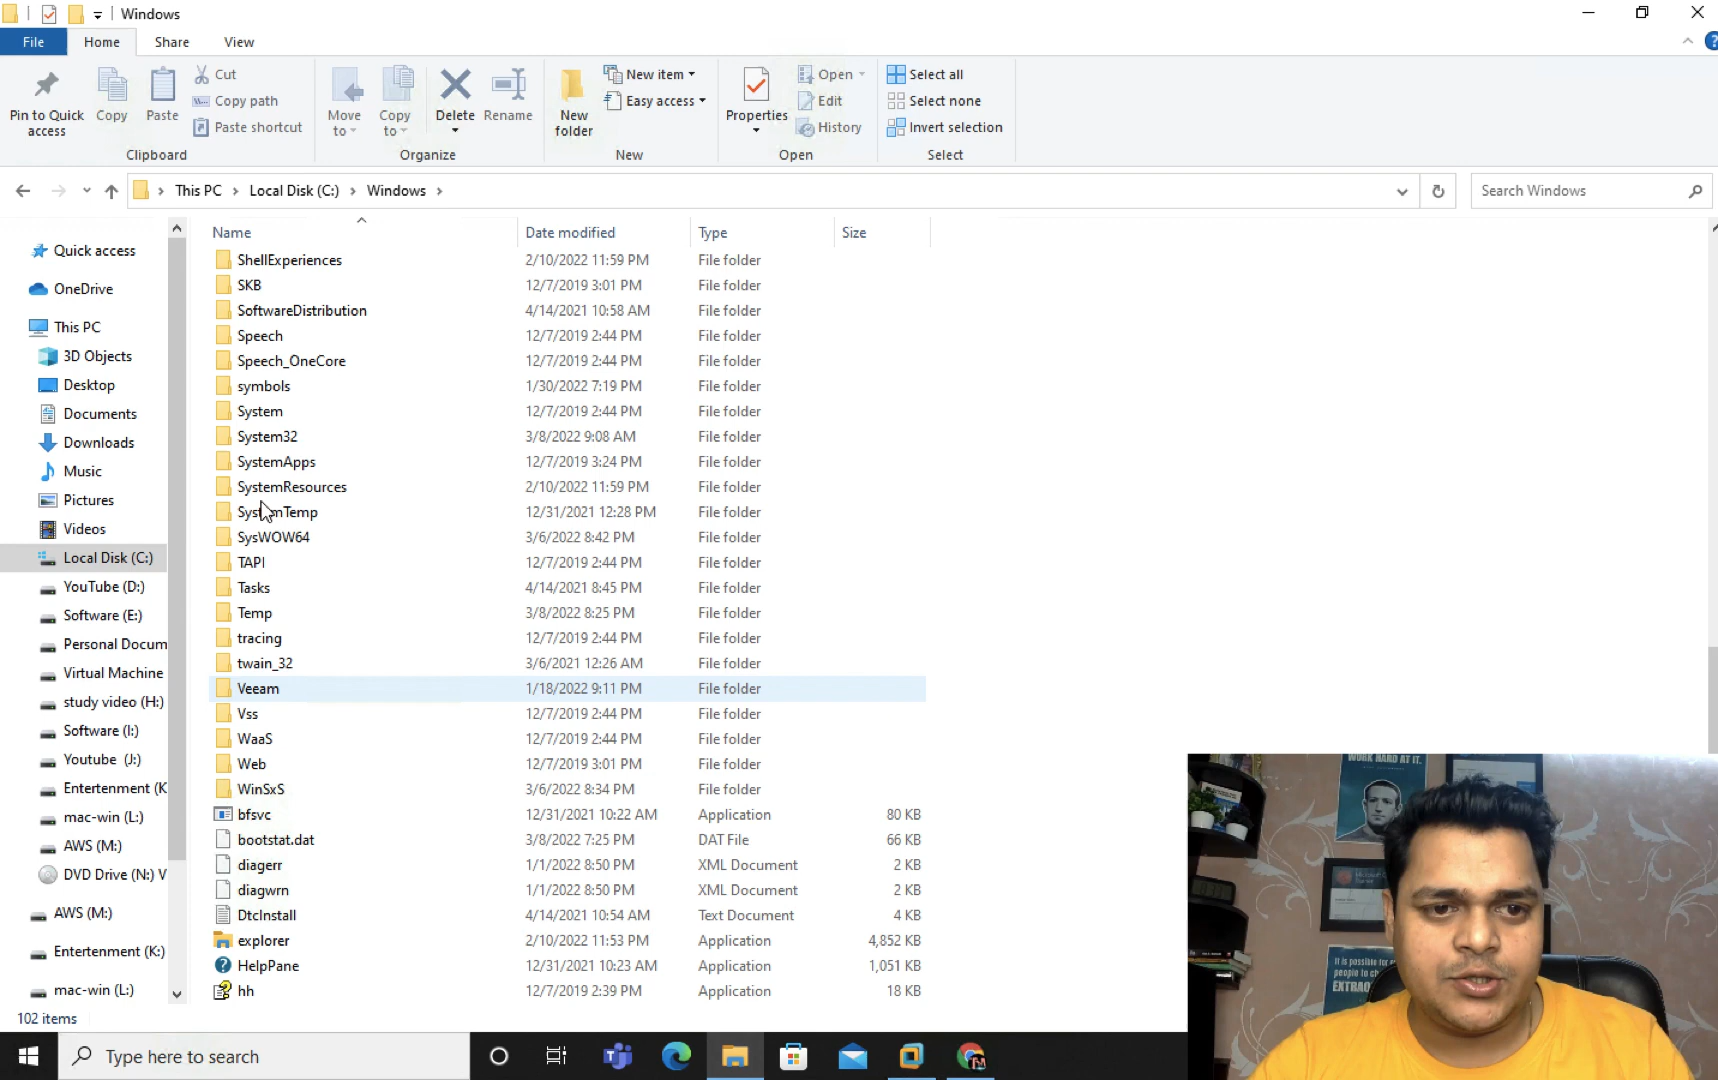 Windows
File Home Share View
Pin to Quick access
Copy
Paste
Cut
Copy path
Paste shortcut
Clipboard
Move to
Copy to
Delete
Rename
Organize
New folder
New item
Easy access
New
Properties
Open
Edit
History
Open
Select all
Select none
Invert selection
Select
This PC Local Disk (C:) Windows
Search Windows
Quick access
OneDrive
This PC
3D Objects
Desktop
Documents
Downloads
Music
Pictures
Videos
Local Disk (C:)
YouTube (D:)
Software (E:)
Personal Docum
Virtual Machine
study video (H:)
Software (I:)
Youtube (J:)
Entertenment (K
mac-win (L:)
AWS (M:)
DVD Drive (N:) V
AWS (M:)
Entertenment (K:)
mac-win (L:)
Name Date modified Type Size
ShellExperiences 2/10/2022 11:59 PM File folder
SKB 12/7/2019 3:01 PM File folder
SoftwareDistribution 4/14/2021 10:58 AM File folder
Speech 12/7/2019 2:44 PM File folder
Speech_OneCore 12/7/2019 2:44 PM File folder
symbols 1/30/2022 7:19 PM File folder
System 12/7/2019 2:44 PM File folder
System32 3/8/2022 9:08 AM File folder
SystemApps 12/7/2019 3:24 PM File folder
SystemResources 2/10/2022 11:59 PM File folder
SystemTemp 12/31/2021 12:28 PM File folder
SysWOW64 3/6/2022 8:42 PM File folder
TAPI 12/7/2019 2:44 PM File folder
Tasks 4/14/2021 8:45 PM File folder
Temp 3/8/2022 8:25 PM File folder
tracing 12/7/2019 2:44 PM File folder
twain_32 3/6/2021 12:26 AM File folder
Veeam 1/18/2022 9:11 PM File folder
Vss 12/7/2019 2:44 PM File folder
WaaS 12/7/2019 2:44 PM File folder
Web 12/7/2019 3:01 PM File folder
WinSxS 3/6/2022 8:34 PM File folder
bfsvc 12/31/2021 10:22 AM Application 80 KB
bootstat.dat 3/8/2022 7:25 PM DAT File 66 KB
diagerr 1/1/2022 8:50 PM XML Document 2 KB
diagwrn 1/1/2022 8:50 PM XML Document 2 KB
DtcInstall 4/14/2021 10:54 AM Text Document 4 KB
explorer 2/10/2022 11:53 PM Application 4,852 KB
HelpPane 12/31/2021 10:23 AM Application 1,051 KB
hh 12/7/2019 2:39 PM Application 18 KB
102 items
Type here to search
WORK HARD AT IT.
It is possible for
people to ch
EXTRAO